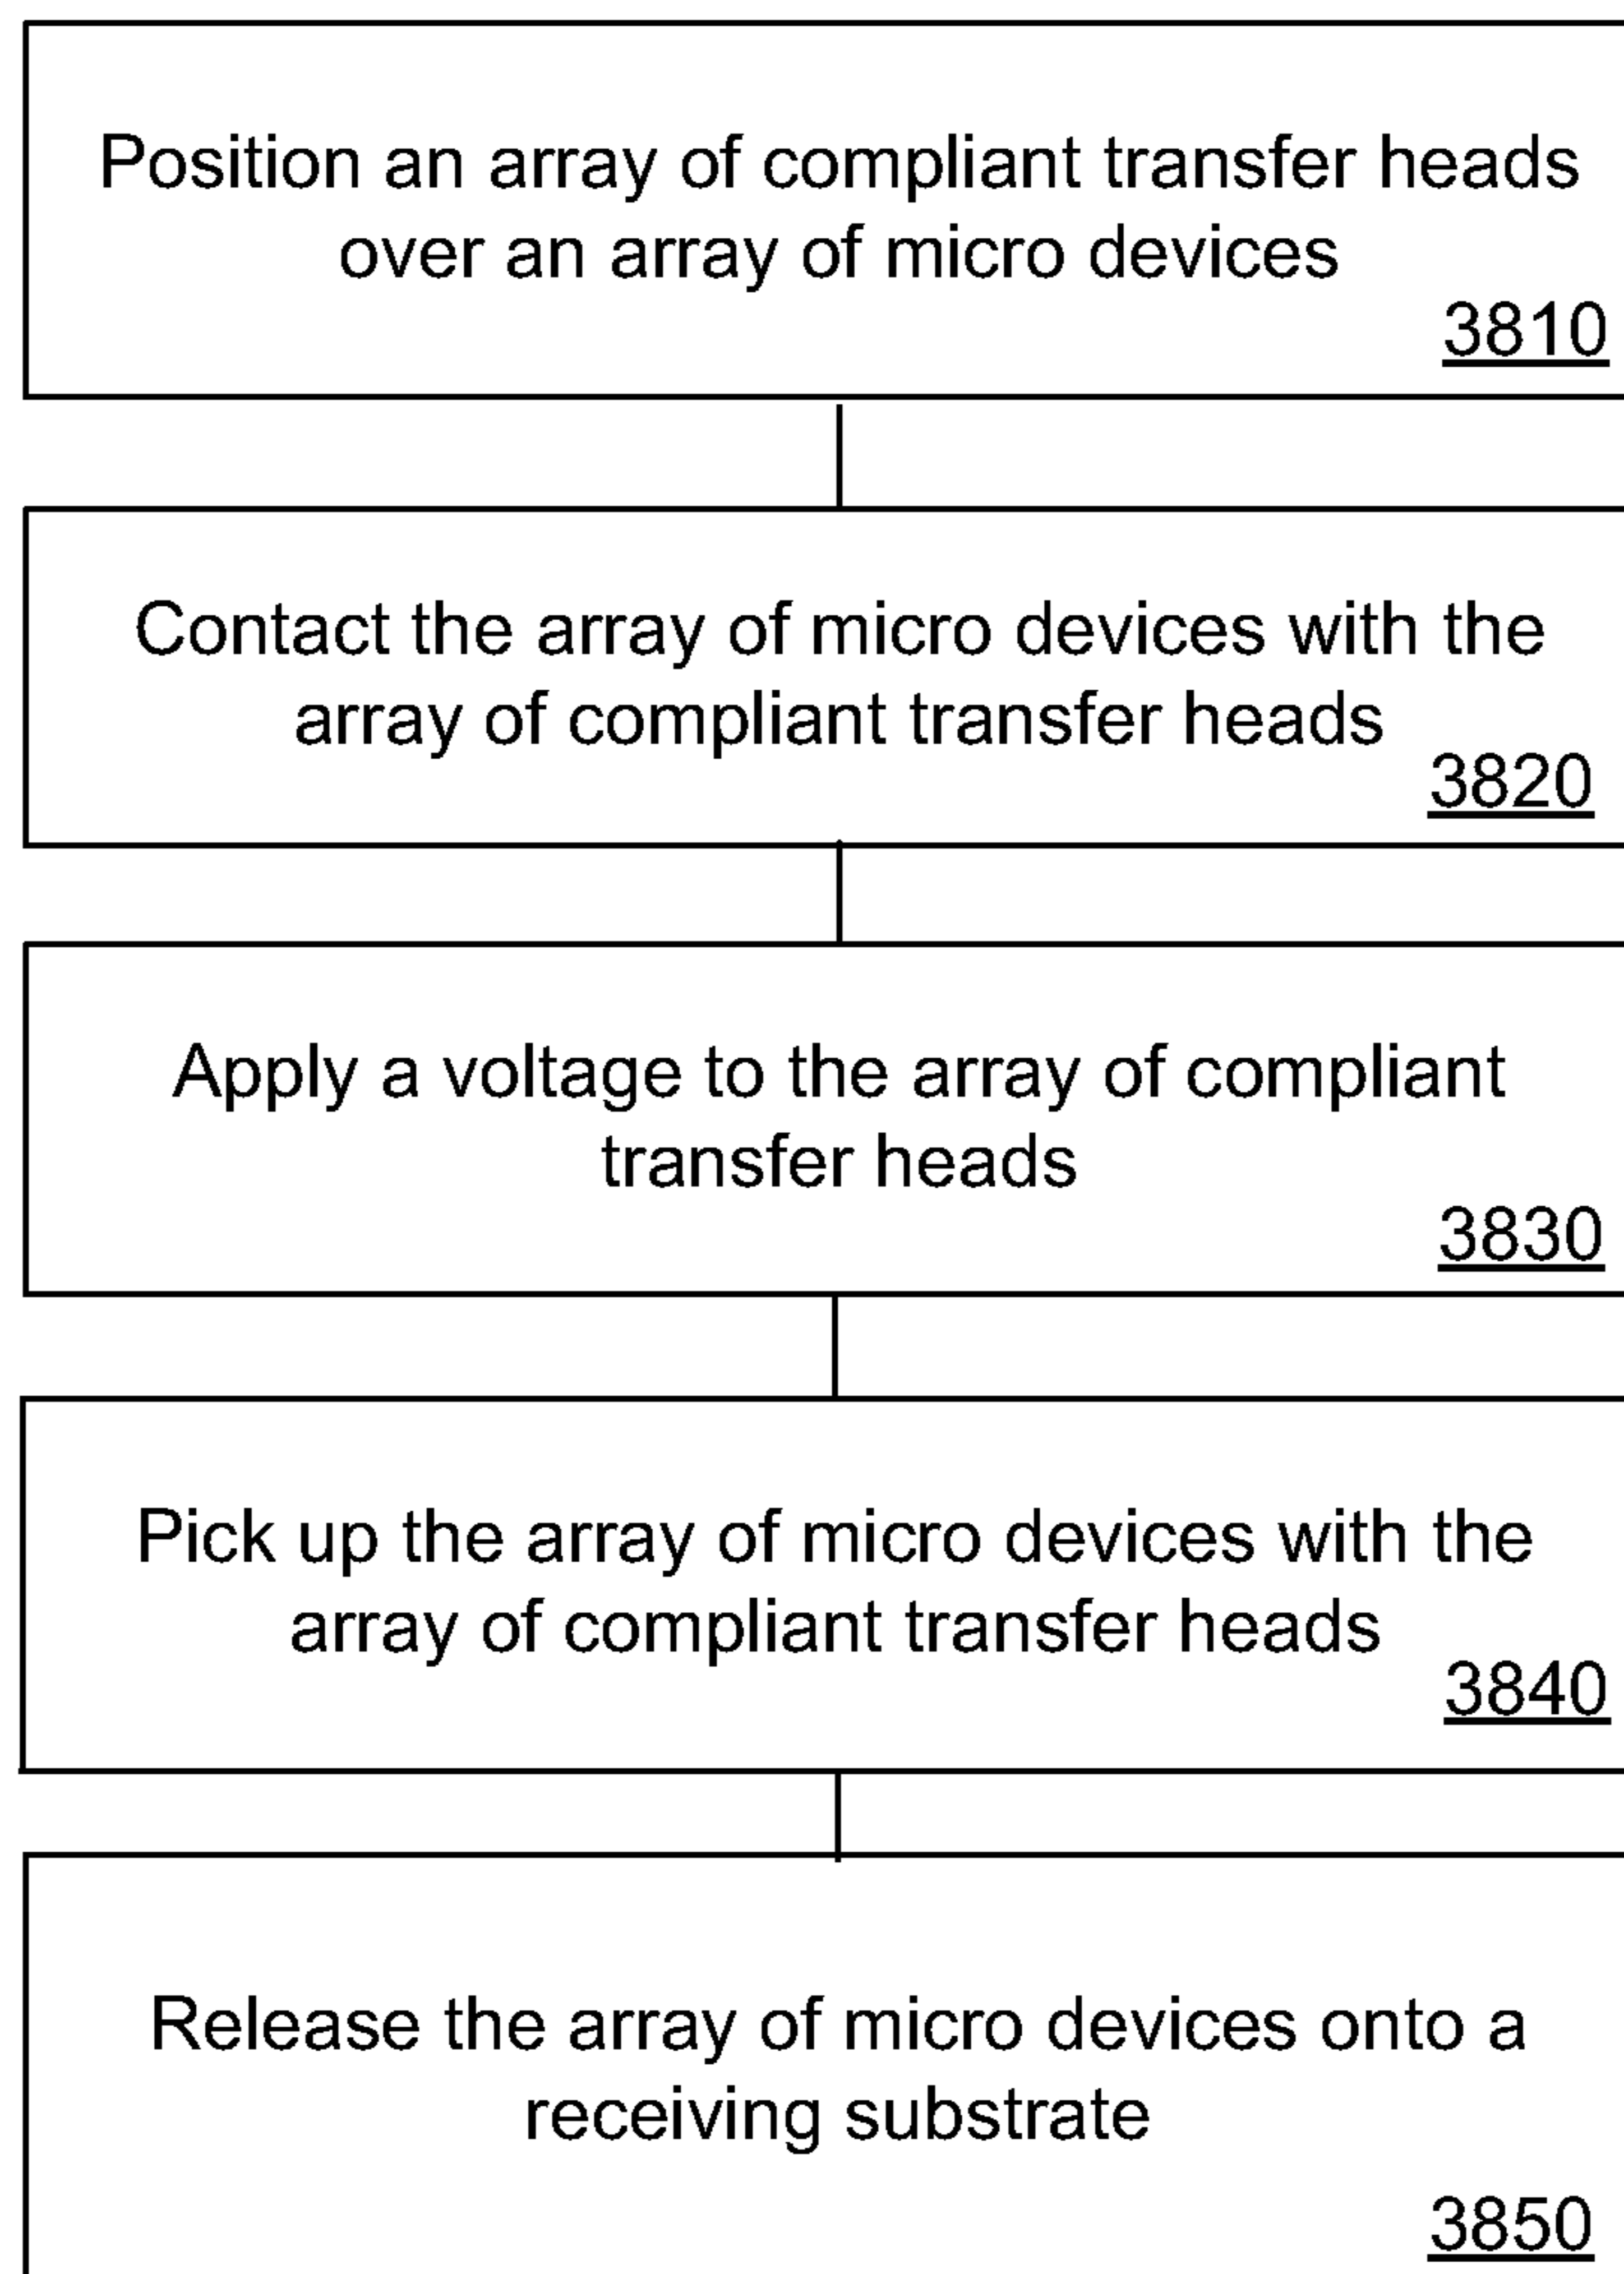 Position an array of compliant transfer heads
over an array of micro devices
3810
Contact the array of micro devices with the
array of compliant transfer heads
3820
Apply a voltage to the array of compliant
transfer heads
3830
Pick up the array of micro devices with the
array of compliant transfer heads
3840
Release the array of micro devices onto a
receiving substrate
3850